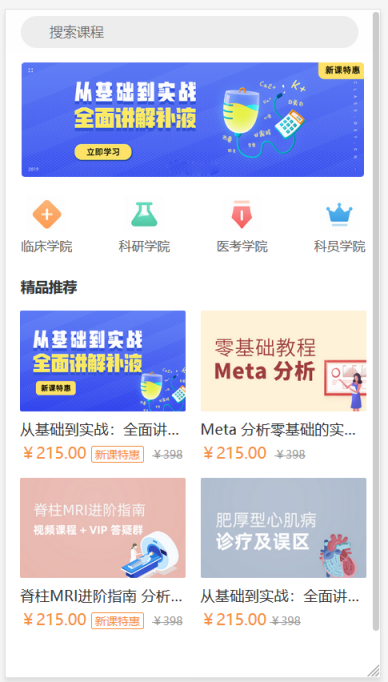 搜索课程
新课特惠
从基础到实战
全面讲解补液
立即学习
2019
临床学院
科研学院
医考学院
科员学院
精品推荐
从基础到实战
全面讲解补液
新课特惠
零基础教程
Meta 分析
从基础到实战：全面讲...
Meta 分析零基础的实...
￥215.00 新课特惠 ￥398
￥215.00 ￥398
脊柱MRI进阶指南
视频课程 + VIP 答疑群
肥厚型心肌病
诊疗及误区
脊柱MRI进阶指南 分析...
从基础到实战：全面讲...
￥215.00 新课特惠 ￥398
￥215.00 ￥398